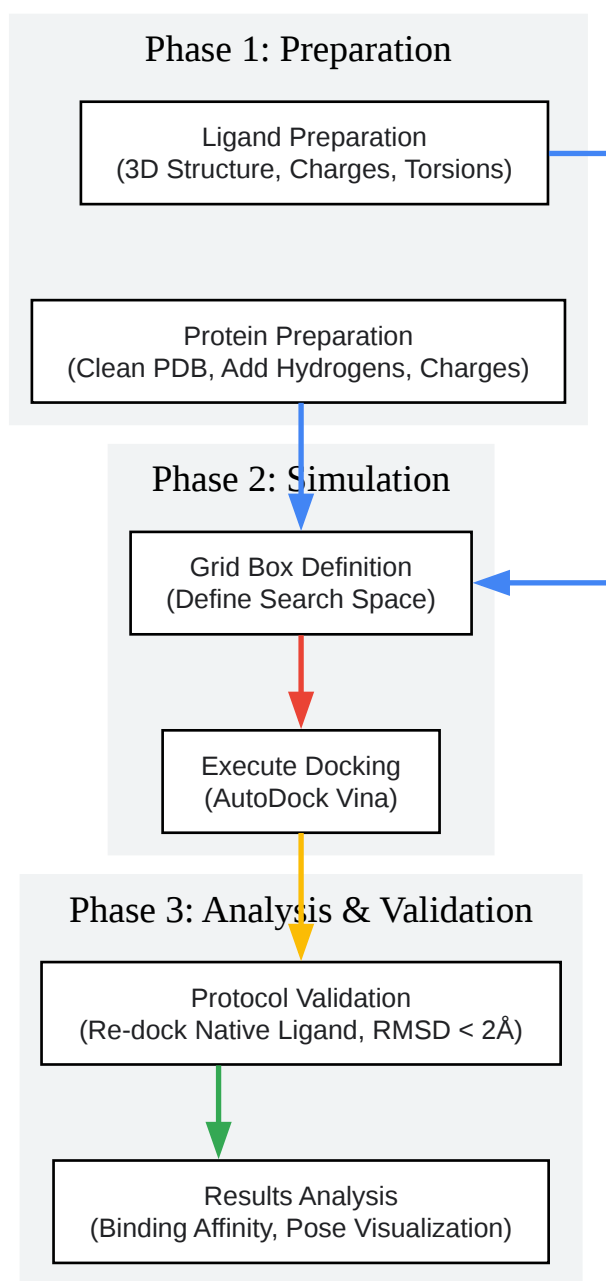 Phase 1: Preparation
Ligand Preparation
(3D Structure, Charges, Torsions)
Protein Preparation
(Clean PDB, Add Hydrogens, Charges)
Phase 2: Simulation
Grid Box Definition
(Define Search Space)
Execute Docking
(AutoDock Vina)
Phase 3: Analysis & Validation
Protocol Validation
(Re-dock Native Ligand, RMSD < 2Å)
Results Analysis
(Binding Affinity, Pose Visualization)